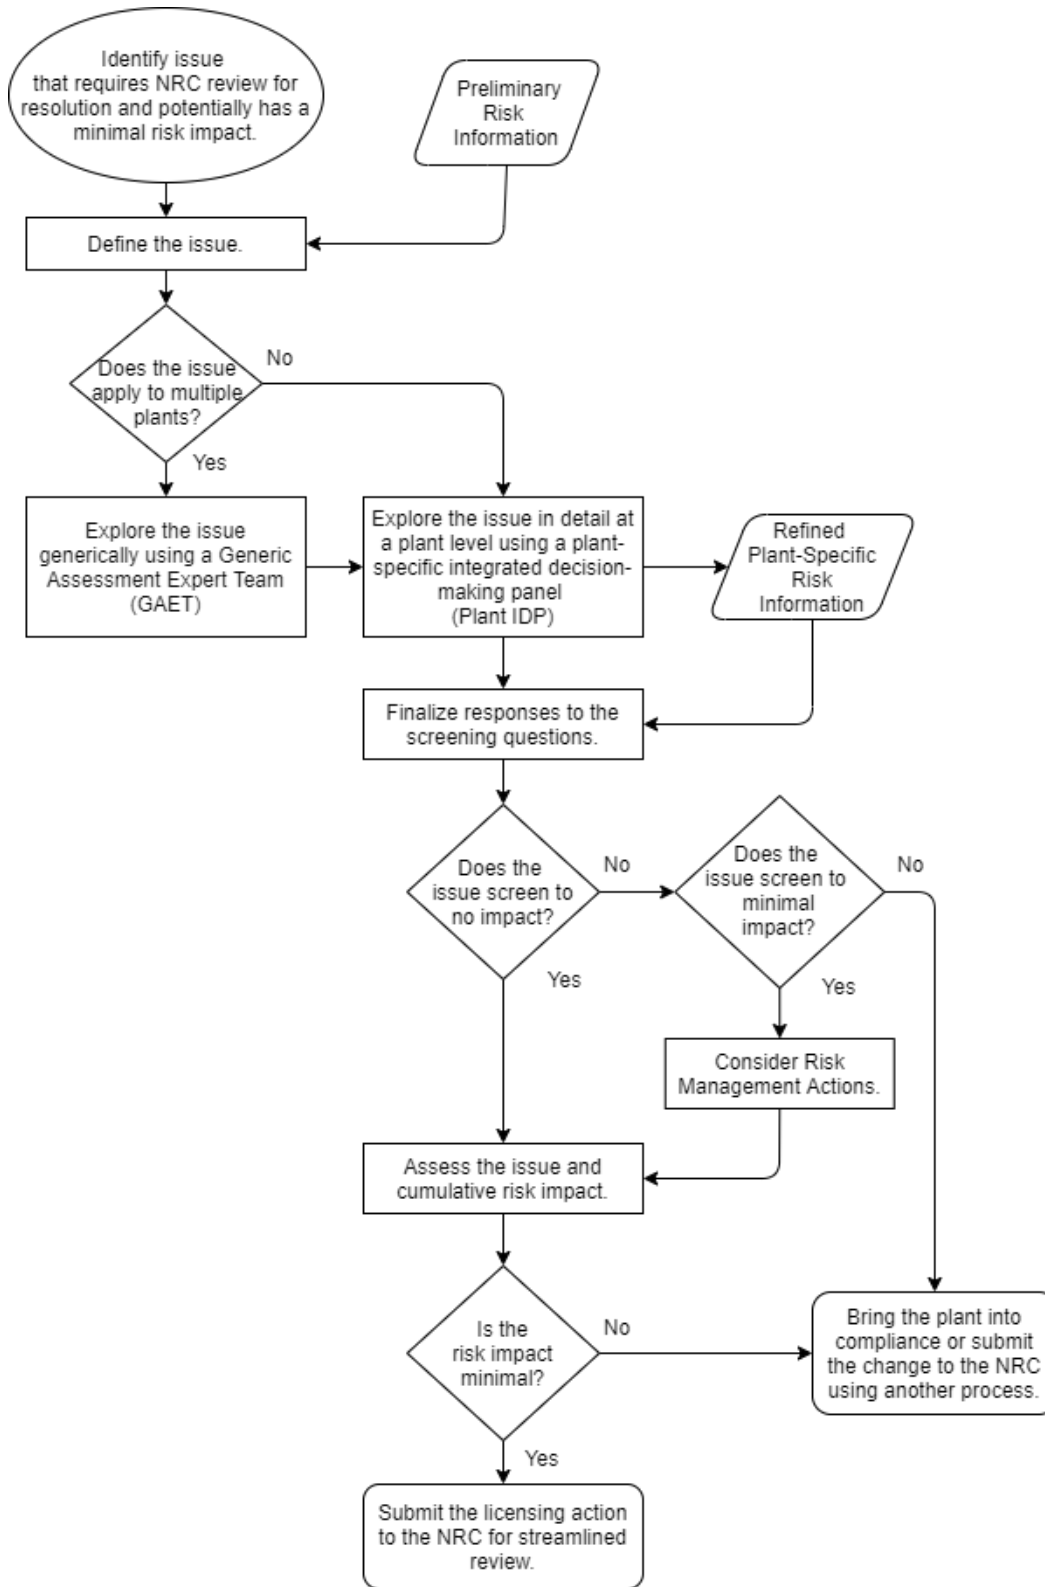 Identify issue
that requires NRC review for
resolution and potentially has a
minimal risk impact.
Preliminary
Risk
Information
Define the issue.
Does the issue
apply to multiple
plants?
No
Yes
Explore the issue
generically using a Generic
Assessment Expert Team
(GAET)
Explore the issue in detail at
a plant level using a plant-
specific integrated decision-
making panel
(Plant IDP)
Refined
Plant-Specific
Risk
Information
Finalize responses to the
screening questions.
Does the
issue screen to
no impact?
No
Does the
issue screen to
minimal
impact?
No
Yes
Yes
Consider Risk
Management Actions.
Assess the issue and
cumulative risk impact.
Is the
risk impact
minimal?
No
Bring the plant into
compliance or submit
the change to the NRC
using another process.
Yes
Submit the licensing action
to the NRC for streamlined
review.